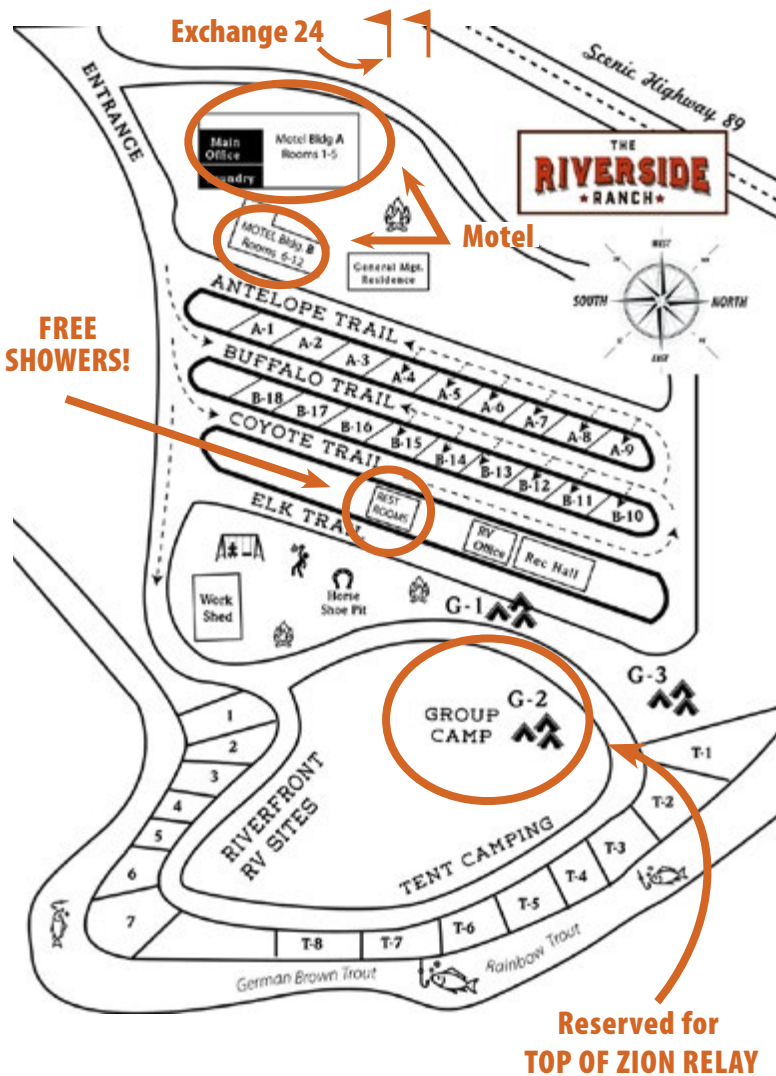 Exchange 24
Scenic Highway 89
ENTRANCE
Main
Office
Laundry
Motel Bldg A
Rooms 1-5
THE
RIVERSIDE
RANCH
MOTEL Bldg. B
Rooms 6-12
Motel
General Mgr.
Residence
WEST
SOUTH
NORTH
EAST
ANTELOPE TRAIL
A-1
A-2
A-3
A-4
A-5
A-6
A-7
A-8
A-9
FREE
SHOWERS!
BUFFALO TRAIL
B-18
B-17
B-16
B-15
B-14
B-13
B-12
B-11
B-10
COYOTE TRAIL
REST
ROOMS
RV
Office
Rec Hall
ELK TRAIL
Work
Shed
Horse
Shoe Pit
G-1
G-2
GROUP
CAMP
G-3
1
2
3
4
5
6
7
RIVERFRONT
RV SITES
TENT CAMPING
T-1
T-2
T-3
T-4
T-5
T-6
T-7
T-8
German Brown Trout
Rainbow Trout
Reserved for
TOP OF ZION RELAY